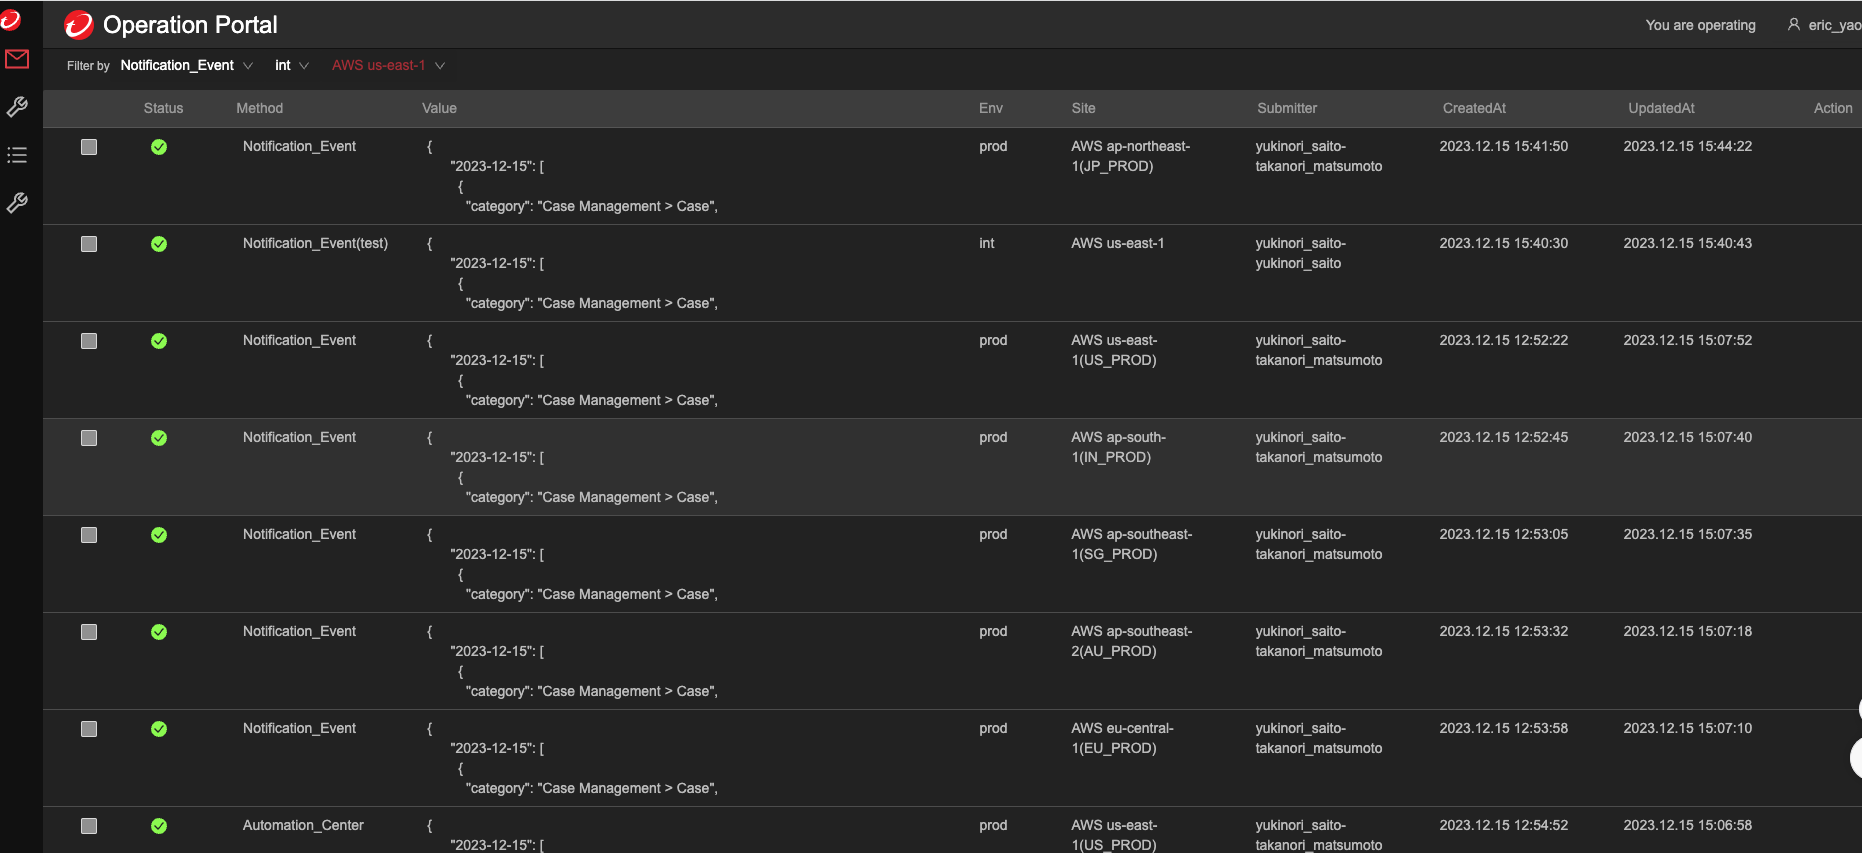 Operation Portal
You are operating
eric_yao
Filter by Notification_Event int AWS us-east-1
Status Method Value Env Site Submitter CreatedAt UpdatedAt Action
Notification_Event { prod AWS ap-northeast- yukinori_saito- 2023.12.15 15:41:50 2023.12.15 15:44:22
"2023-12-15": [ 1(JP_PROD) takanori_matsumoto
{
"category": "Case Management > Case",
Notification_Event(test) { int AWS us-east-1 yukinori_saito- 2023.12.15 15:40:30 2023.12.15 15:40:43
"2023-12-15": [ yukinori_saito
{
"category": "Case Management > Case",
Notification_Event { prod AWS us-east- yukinori_saito- 2023.12.15 12:52:22 2023.12.15 15:07:52
"2023-12-15": [ 1(US_PROD) takanori_matsumoto
{
"category": "Case Management > Case",
Notification_Event { prod AWS ap-south- yukinori_saito- 2023.12.15 12:52:45 2023.12.15 15:07:40
"2023-12-15": [ 1(IN_PROD) takanori_matsumoto
{
"category": "Case Management > Case",
Notification_Event { prod AWS ap-southeast- yukinori_saito- 2023.12.15 12:53:05 2023.12.15 15:07:35
"2023-12-15": [ 1(SG_PROD) takanori_matsumoto
{
"category": "Case Management > Case",
Notification_Event { prod AWS ap-southeast- yukinori_saito- 2023.12.15 12:53:32 2023.12.15 15:07:18
"2023-12-15": [ 2(AU_PROD) takanori_matsumoto
{
"category": "Case Management > Case",
Notification_Event { prod AWS eu-central- yukinori_saito- 2023.12.15 12:53:58 2023.12.15 15:07:10
"2023-12-15": [ 1(EU_PROD) takanori_matsumoto
{
"category": "Case Management > Case",
Automation_Center { prod AWS us-east- yukinori_saito- 2023.12.15 12:54:52 2023.12.15 15:06:58
"2023-12-15": [ 1(US_PROD) takanori_matsumoto